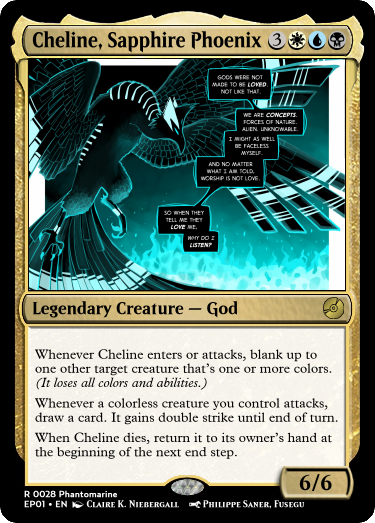 Cheline, Sapphire Phoenix 3
GODS WERE NOT
MADE TO BE LOVED.
NOT LIKE THAT.
WE ARE CONCEPTS.
FORCES OF NATURE.
ALIEN. UNKNOWABLE.
I MIGHT AS WELL
BE FACELESS
MYSELF.
AND NO MATTER
WHAT I AM TOLD,
WORSHIP IS NOT LOVE.
SO WHEN THEY
TELL ME THEY
LOVE ME,
WHY DO I
LISTEN?
Legendary Creature — God
Whenever Cheline enters or attacks, blank up to
one other target creature that's one or more colors.
(It loses all colors and abilities.)
Whenever a colorless creature you control attacks,
draw a card. It gains double strike until end of turn.
When Cheline dies, return it to its owner's hand at
the beginning of the next end step.
6/6
R 0028 Phantomarine
EP01 • EN Claire K. Niebergall Philippe Saner, Fusegu